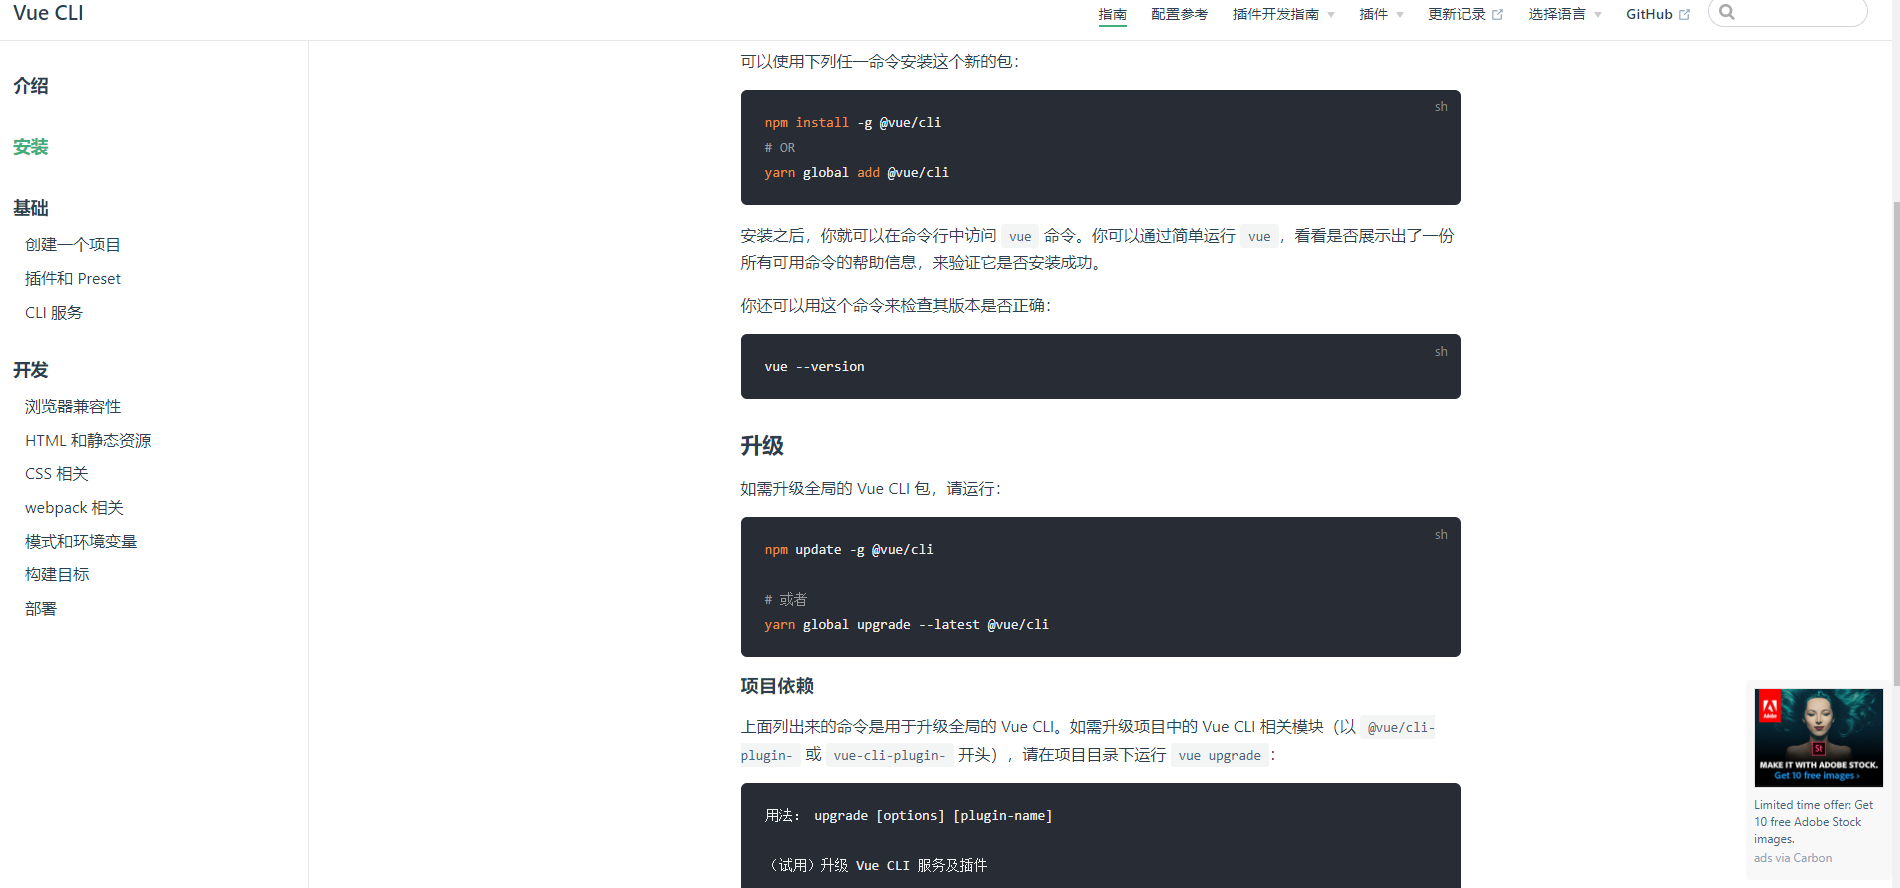 Vue CLI
指南 配置参考 插件开发指南 插件 更新记录 选择语言 GitHub
介绍
安装
基础
创建一个项目
插件和 Preset
CLI 服务
开发
浏览器兼容性
HTML 和静态资源
CSS 相关
webpack 相关
模式和环境变量
构建目标
部署
可以使用下列任一命令安装这个新的包：
sh
npm install -g @vue/cli
# OR
yarn global add @vue/cli
安装之后，你就可以在命令行中访问 vue 命令。你可以通过简单运行 vue，看看是否展示出了一份
所有可用命令的帮助信息，来验证它是否安装成功。
你还可以用这个命令来检查其版本是否正确：
sh
vue --version
升级
如需升级全局的 Vue CLI 包，请运行：
sh
npm update -g @vue/cli
# 或者
yarn global upgrade --latest @vue/cli
项目依赖
上面列出来的命令是用于升级全局的 Vue CLI。如需升级项目中的 Vue CLI 相关模块（以 @vue/cli-
plugin- 或 vue-cli-plugin- 开头），请在项目目录下运行 vue upgrade：
用法： upgrade [options] [plugin-name]
（试用）升级 Vue CLI 服务及插件
Adobe
St
MAKE IT WITH ADOBE STOCK.
Get 10 free images ›
Limited time offer: Get
10 free Adobe Stock
images.
ads via Carbon